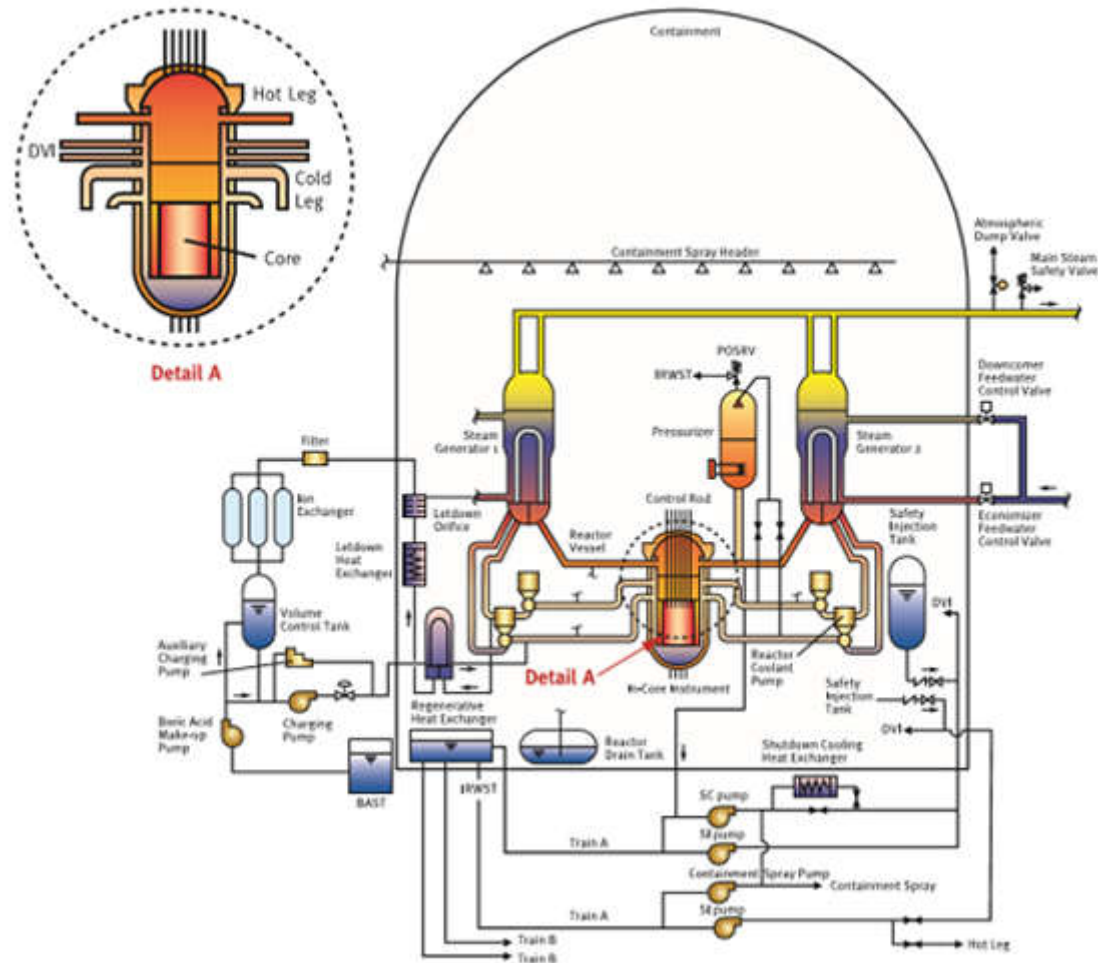 Containment
Hot Leg
DVI
Cold
Leg
Core
Detail A
Containment Spray Header
Atmospheric
Dump Valve
Main Steam
Safety Valve
POSRV
IRWST
Downcomer
Feedwater
Control Valve
Pressurizer
Steam
Generator 1
Steam
Generator 2
Filter
Ion
Exchanger
Letdown
Orifice
Control Rod
Safety
Injection
Tank
Economizer
Feedwater
Control Valve
Letdown
Heat
Exchanger
Reactor
Vessel
Volume
Control Tank
DVI
Auxiliary
Charging
Pump
Detail A
Reactor
Coolant
Pump
In-Core Instrument
Safety
Injection
Tank
Charging
Pump
Regenerative
Heat Exchanger
Boric Acid
Make-up
Pump
DVI
Reactor
Drain Tank
Shutdown Cooling
Heat Exchanger
BAST
IRWST
SC pump
Train A
SI pump
Containment Spray Pump
Containment Spray
Train A
SI pump
Train B
Hot Leg
Train B